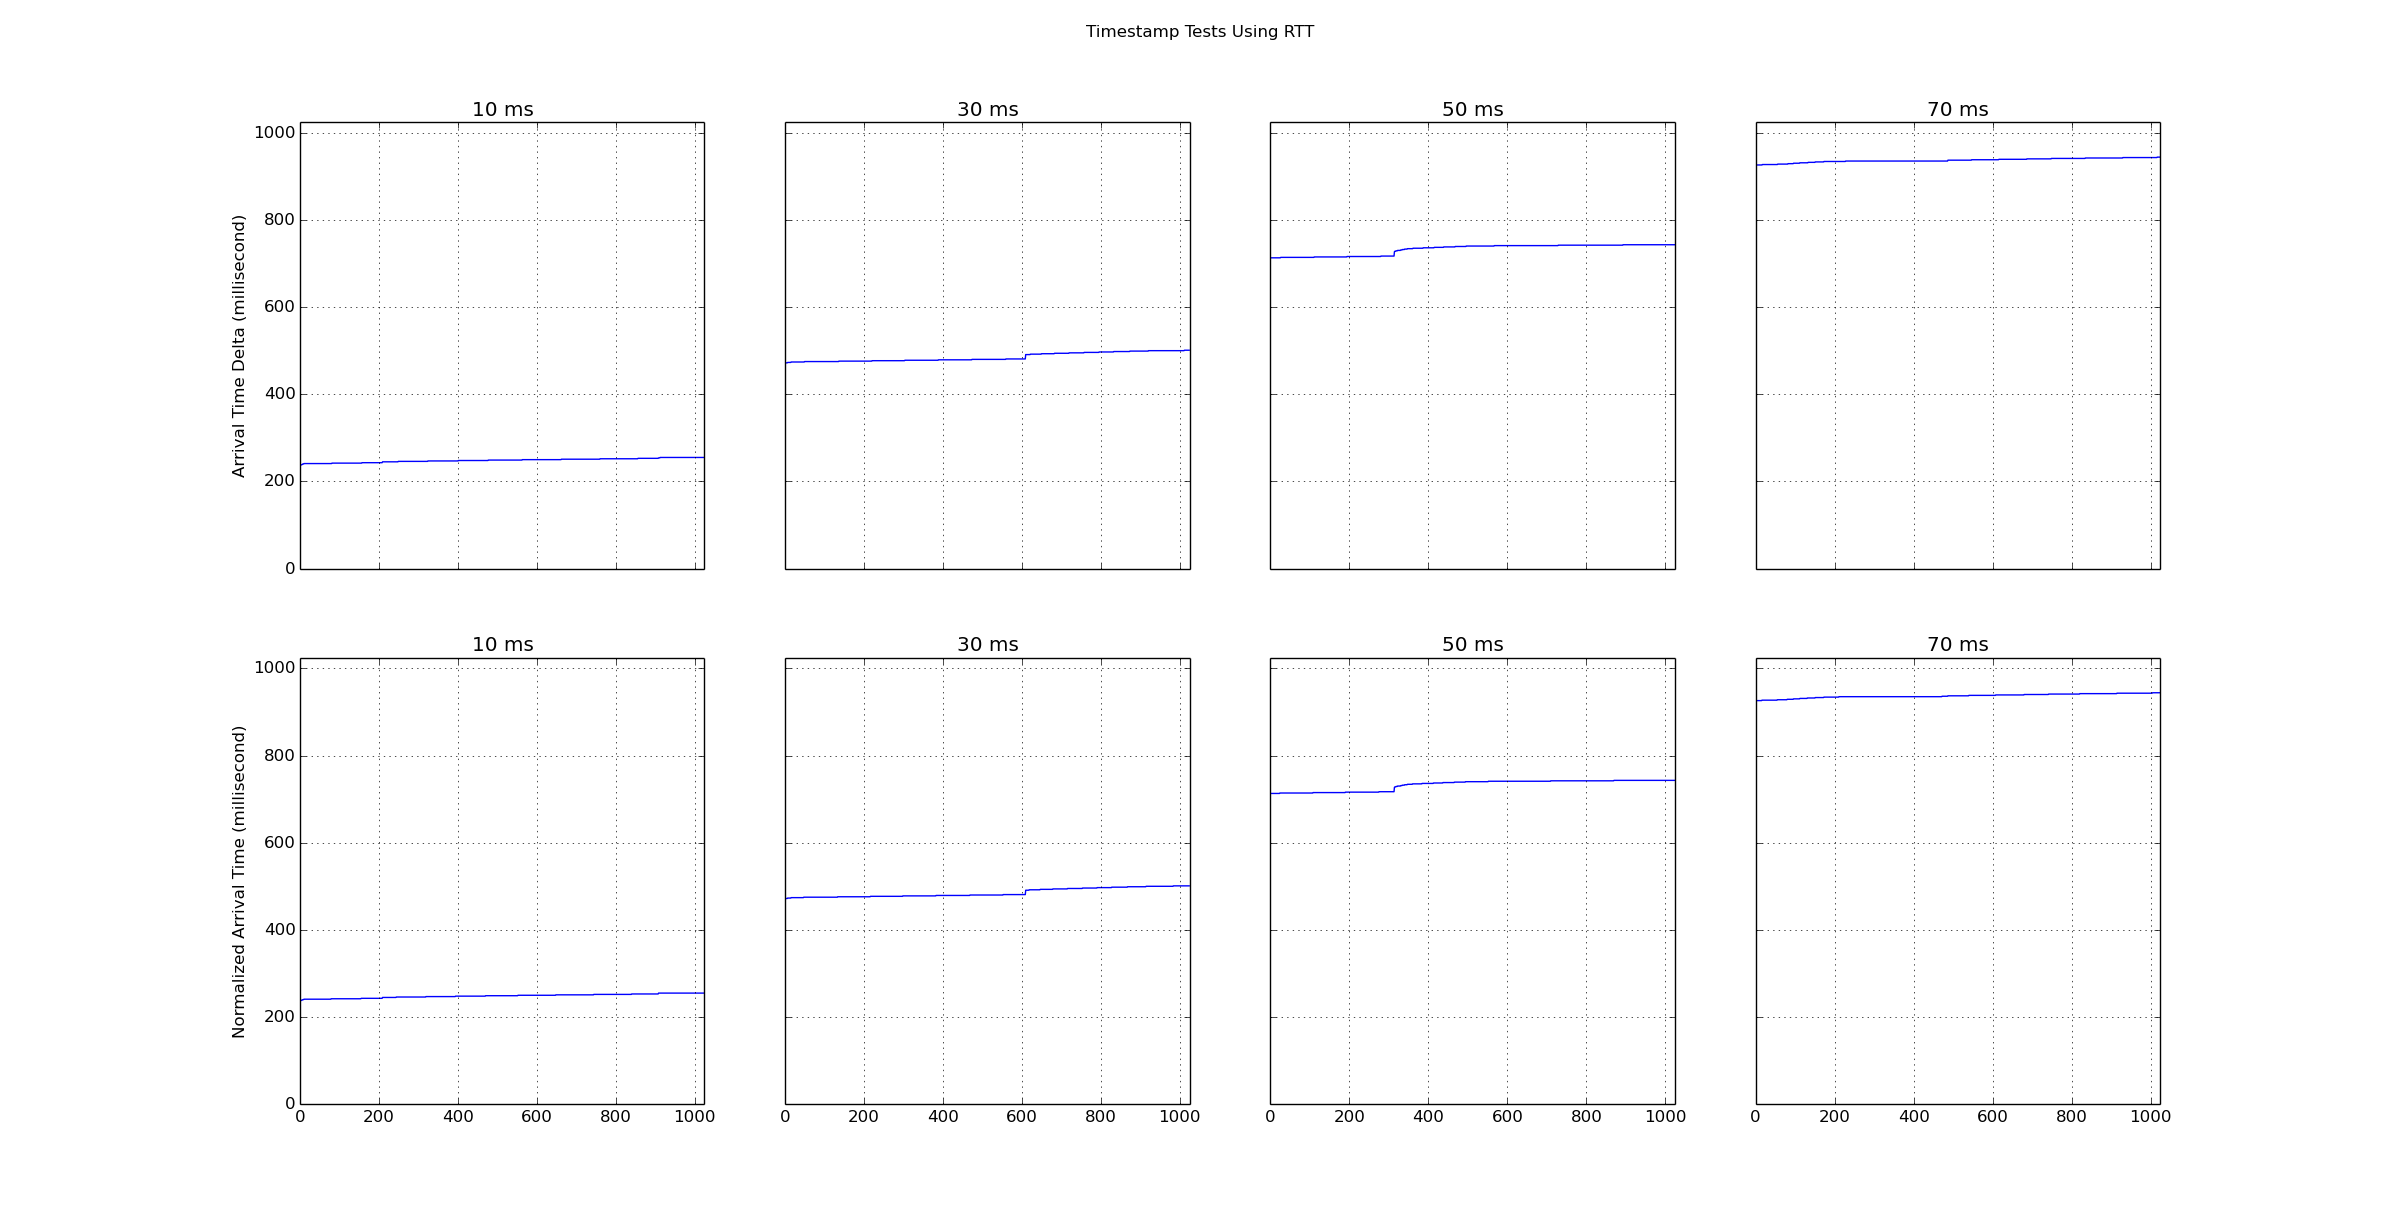 Timestamp Tests Using RTT
10 ms
30 ms
50 ms
70 ms
Arrival Time Delta (millisecond)
1000
800
600
400
200
0
10 ms
30 ms
50 ms
70 ms
Normalized Arrival Time (millisecond)
1000
800
600
400
200
0
0 200 400 600 800 1000
0 200 400 600 800 1000
0 200 400 600 800 1000
0 200 400 600 800 1000